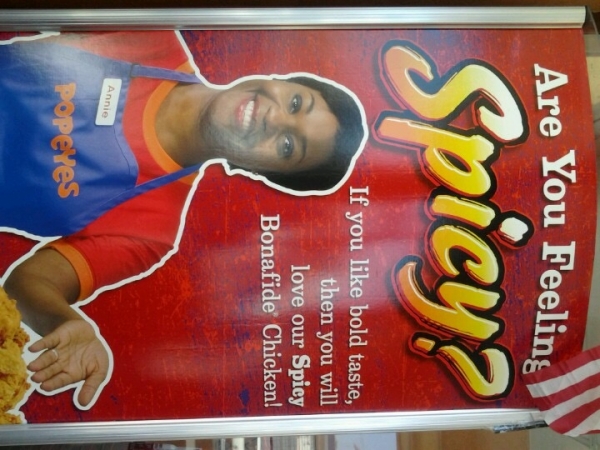 Are You Feeling
Spicy?
If you like bold taste,
then you will
love our Spicy
Bonafide® Chicken!
Annie
POPEYES